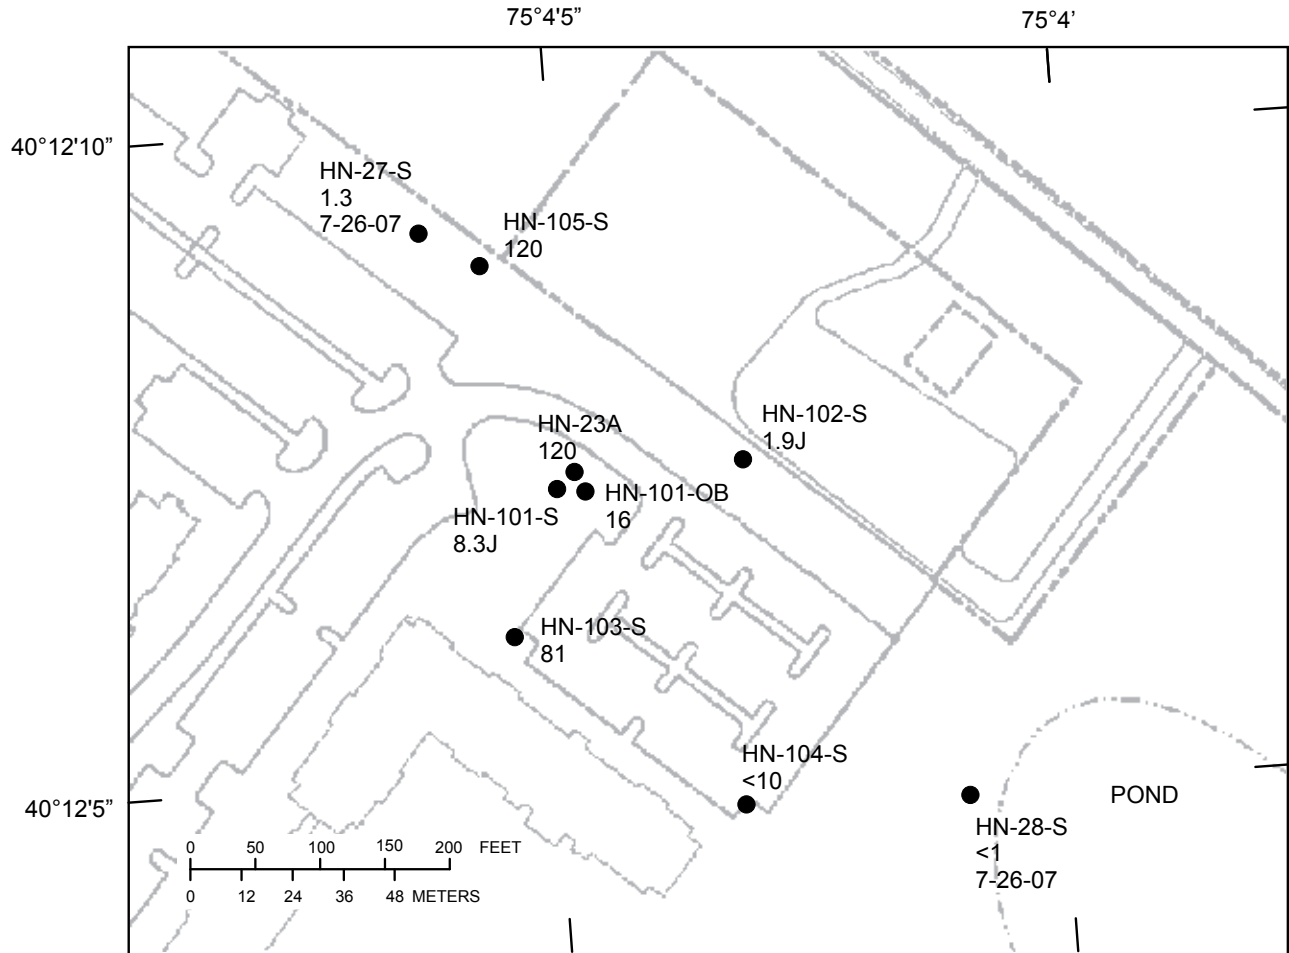 75°4'5”
75°4’
40°12'10”
HN-27-S
1.3
7-26-07
HN-105-S
120
HN-23A
120
HN-102-S
1.9J
HN-101-OB
16
HN-101-S
8.3J
HN-103-S
81
HN-104-S
<10
POND
HN-28-S
<1
7-26-07
40°12'5”
0 50 100 150 200 FEET
0 12 24 36 48 METERS